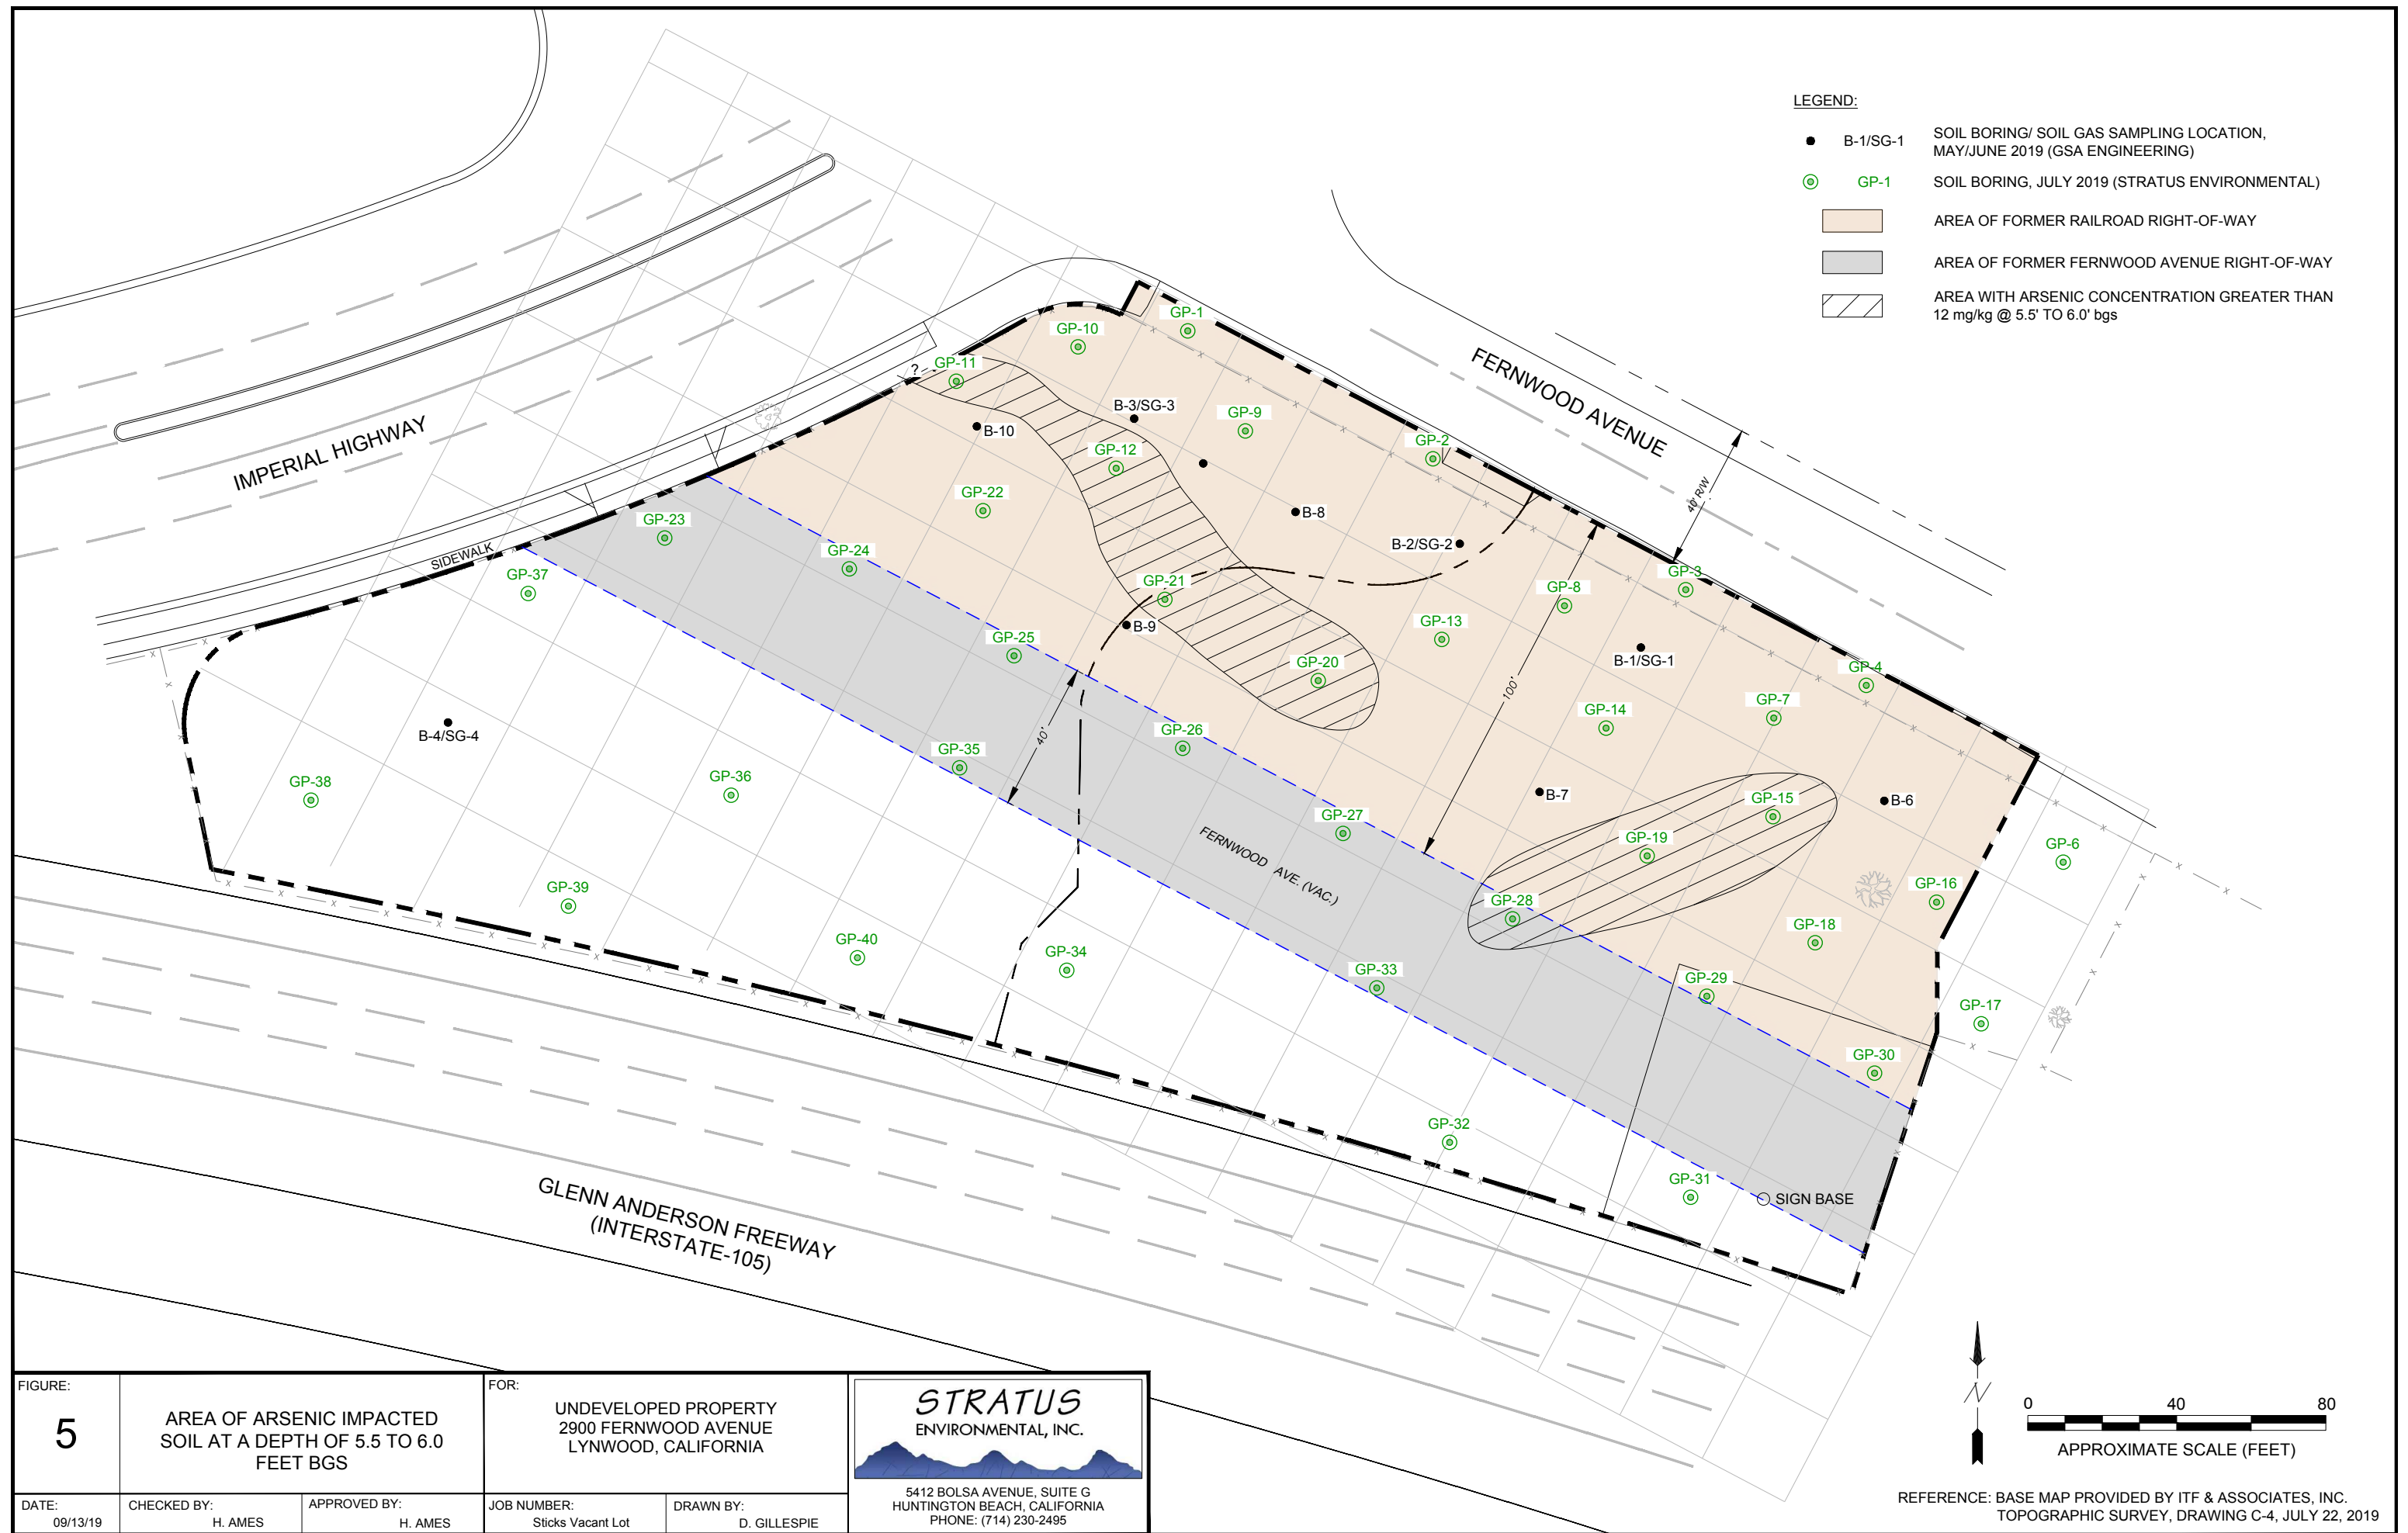 LEGEND:
B-1/SG-1 SOIL BORING/ SOIL GAS SAMPLING LOCATION,
MAY/JUNE 2019 (GSA ENGINEERING)
GP-1 SOIL BORING, JULY 2019 (STRATUS ENVIRONMENTAL)
AREA OF FORMER RAILROAD RIGHT-OF-WAY
AREA OF FORMER FERNWOOD AVENUE RIGHT-OF-WAY
AREA WITH ARSENIC CONCENTRATION GREATER THAN
12 mg/kg @ 5.5' TO 6.0' bgs
GP-1
GP-10
GP-11
?
FERNWOOD AVENUE
40' R/W
B-3/SG-3
GP-9
B-10
GP-2
GP-12
IMPERIAL HIGHWAY
GP-22
B-8
GP-23
B-2/SG-2
GP-24
SIDEWALK
GP-37
GP-21
GP-8
GP-3
B-9
GP-13
GP-25
GP-20
B-1/SG-1
GP-4
100'
GP-7
GP-14
B-4/SG-4
GP-26
40'
GP-35
GP-36
GP-38
B-7
GP-15
B-6
GP-27
FERNWOOD AVE. (VAC.)
GP-19
GP-6
GP-39
GP-28
GP-16
GP-18
GP-40
GP-34
GP-33
GP-29
GP-17
GP-30
GP-32
GP-31
SIGN BASE
GLENN ANDERSON FREEWAY
(INTERSTATE-105)
N
0 40 80
APPROXIMATE SCALE (FEET)
REFERENCE: BASE MAP PROVIDED BY ITF & ASSOCIATES, INC.
TOPOGRAPHIC SURVEY, DRAWING C-4, JULY 22, 2019
FIGURE:
5
AREA OF ARSENIC IMPACTED
SOIL AT A DEPTH OF 5.5 TO 6.0
FEET BGS
FOR:
UNDEVELOPED PROPERTY
2900 FERNWOOD AVENUE
LYNWOOD, CALIFORNIA
STRATUS
ENVIRONMENTAL, INC.
5412 BOLSA AVENUE, SUITE G
HUNTINGTON BEACH, CALIFORNIA
PHONE: (714) 230-2495
DATE:
09/13/19
CHECKED BY:
H. AMES
APPROVED BY:
H. AMES
JOB NUMBER:
Sticks Vacant Lot
DRAWN BY:
D. GILLESPIE